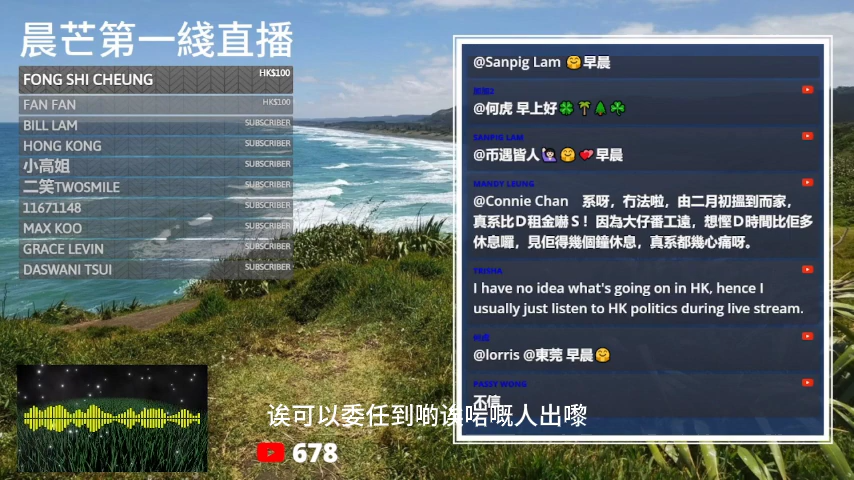 晨芒第一綫直播
FONG SHI CHEUNG HK$100
FAN FAN HK$100
BILL LAM SUBSCRIBER
HONG KONG SUBSCRIBER
小高姐 SUBSCRIBER
二笑TWOSMILE SUBSCRIBER
11671148 SUBSCRIBER
MAX KOO SUBSCRIBER
GRACE LEVIN SUBSCRIBER
DASWANI TSUI SUBSCRIBER
@Sanpig Lam 🤗早晨
@何虎 早上好🍀🌴🌲☘️
SANPIG LAM
@币遇皆人🙋🏻‍♀️🤗💕早晨
MANDY LEUNG
@Connie Chan 系呀，冇法啦，由二月初搵到而家，
真系比D租金嚇S！因為大仔番工遠，想慳D時間比佢多
休息囉，見佢得幾個鐘休息，真系都幾心痛呀。
TRISHA
I have no idea what's going on in HK, hence I
usually just listen to HK politics during live stream.
@lorris @東莞 早晨🤗
PASSY WONG
不信
诶可以委任到啲诶啱嘅人出嚟
678